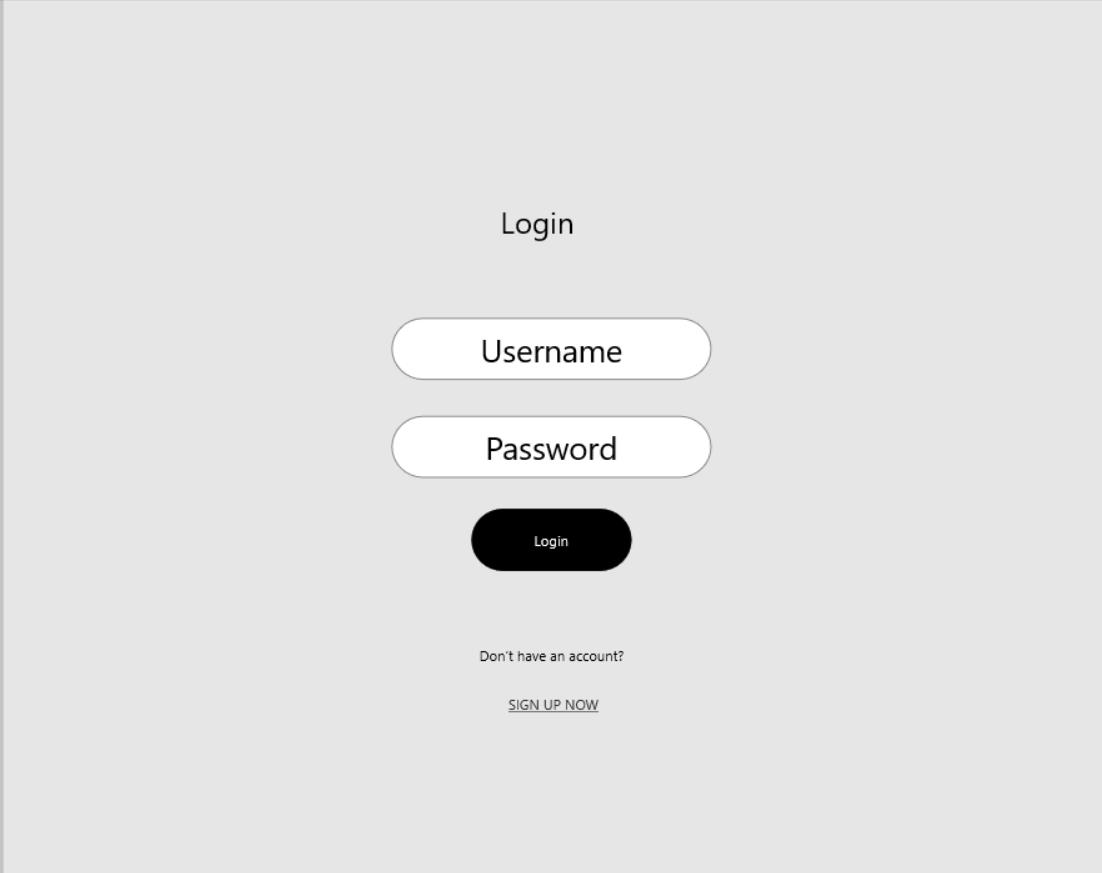 Login
Username
Password
Login
Don't have an account?
SIGN UP NOW